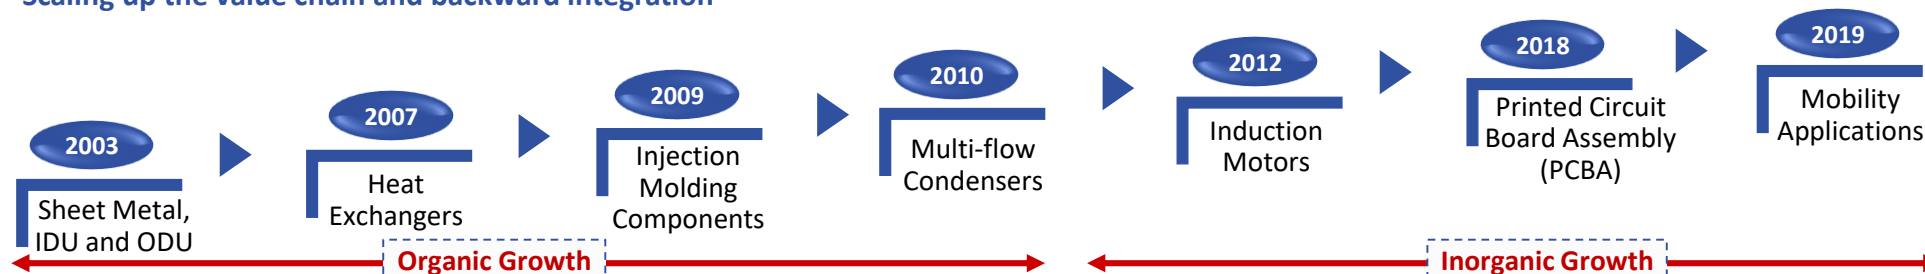 Scaling up the value chain and backward integration
2003
Sheet Metal,
IDU and ODU
2007
Heat
Exchangers
2009
Injection
Molding
Components
2010
Multi-flow
Condensers
2012
Induction
Motors
2018
Printed Circuit
Board Assembly
(PCBA)
2019
Mobility
Applications
Organic Growth
Inorganic Growth